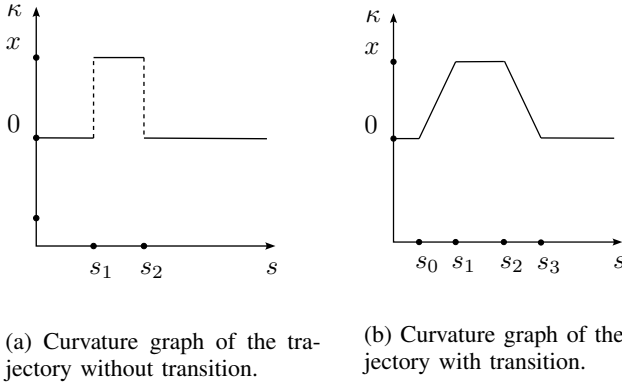 κ
x
0
s₁ s₂ s
(a) Curvature graph of the tra-
jectory without transition.
κ
x
0
s₀ s₁ s₂ s₃ s
(b) Curvature graph of the
jectory with transition.